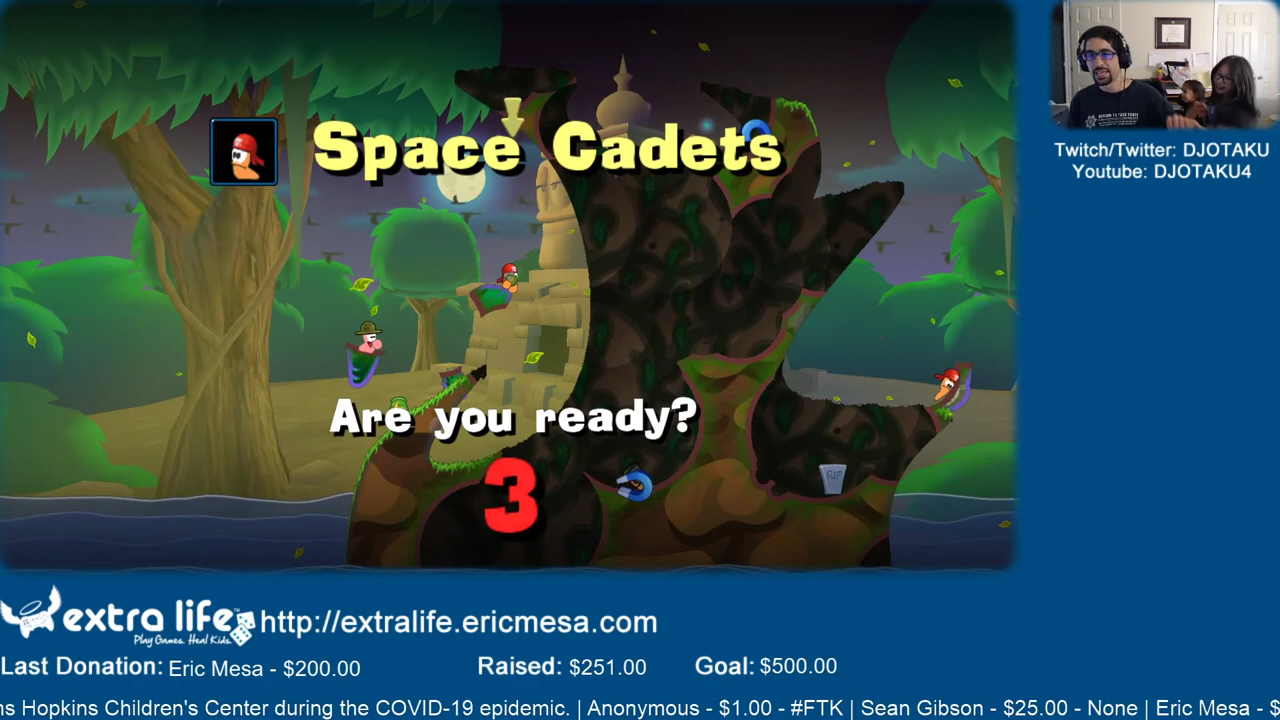 Space Cadets
Are you ready?
3
RIP
Twitch/Twitter: DJOTAKU
Youtube: DJOTAKU4
extra life
Play Games. Heal Kids.
http://extralife.ericmesa.com
Last Donation: Eric Mesa - $200.00
Raised: $251.00
Goal: $500.00
ns Hopkins Children's Center during the COVID-19 epidemic. | Anonymous - $1.00 - #FTK | Sean Gibson - $25.00 - None | Eric Mesa - $